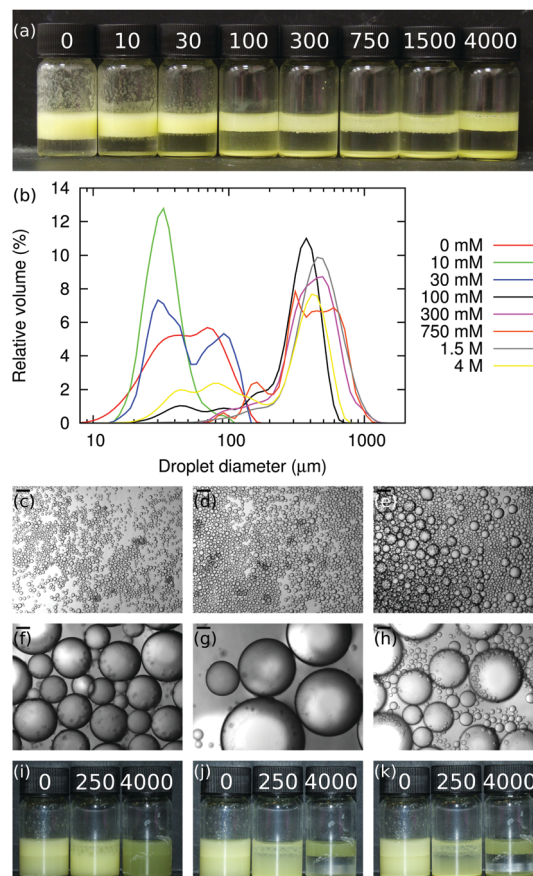 (a) 0 10 30 100 300 750 1500 4000
(b)
14
12
10
8
6
4
2
0
Relative volume (%)
10 100 1000
Droplet diameter (μm)
0 mM
10 mM
30 mM
100 mM
300 mM
750 mM
1.5 M
4 M
(c) (d) (e)
(f) (g) (h)
(i) 0 250 4000 (j) 0 250 4000 (k) 0 250 4000